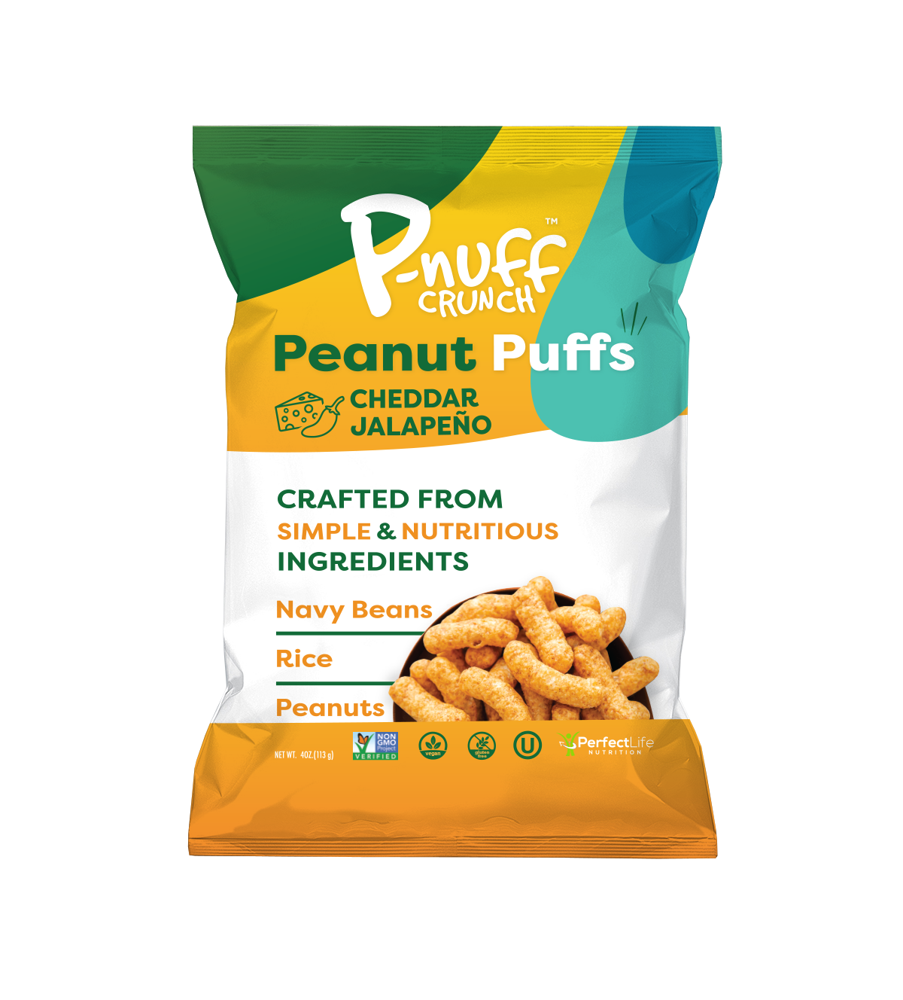 P-nuff™
CRUNCH
Peanut Puffs
CHEDDAR
JALAPEÑO
CRAFTED FROM
SIMPLE & NUTRITIOUS
INGREDIENTS
Navy Beans
Rice
Peanuts
NET WT. 4OZ.(113 g)
NON
GMO
Project
VERIFIED
vegan
gluten
free
U
PerfectLife
NUTRITION